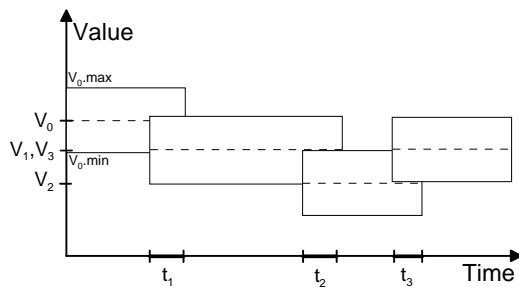 Value
V₀.max
V₀
V₁,V₃
V₀.min
V₂
t₁
t₂
t₃
Time